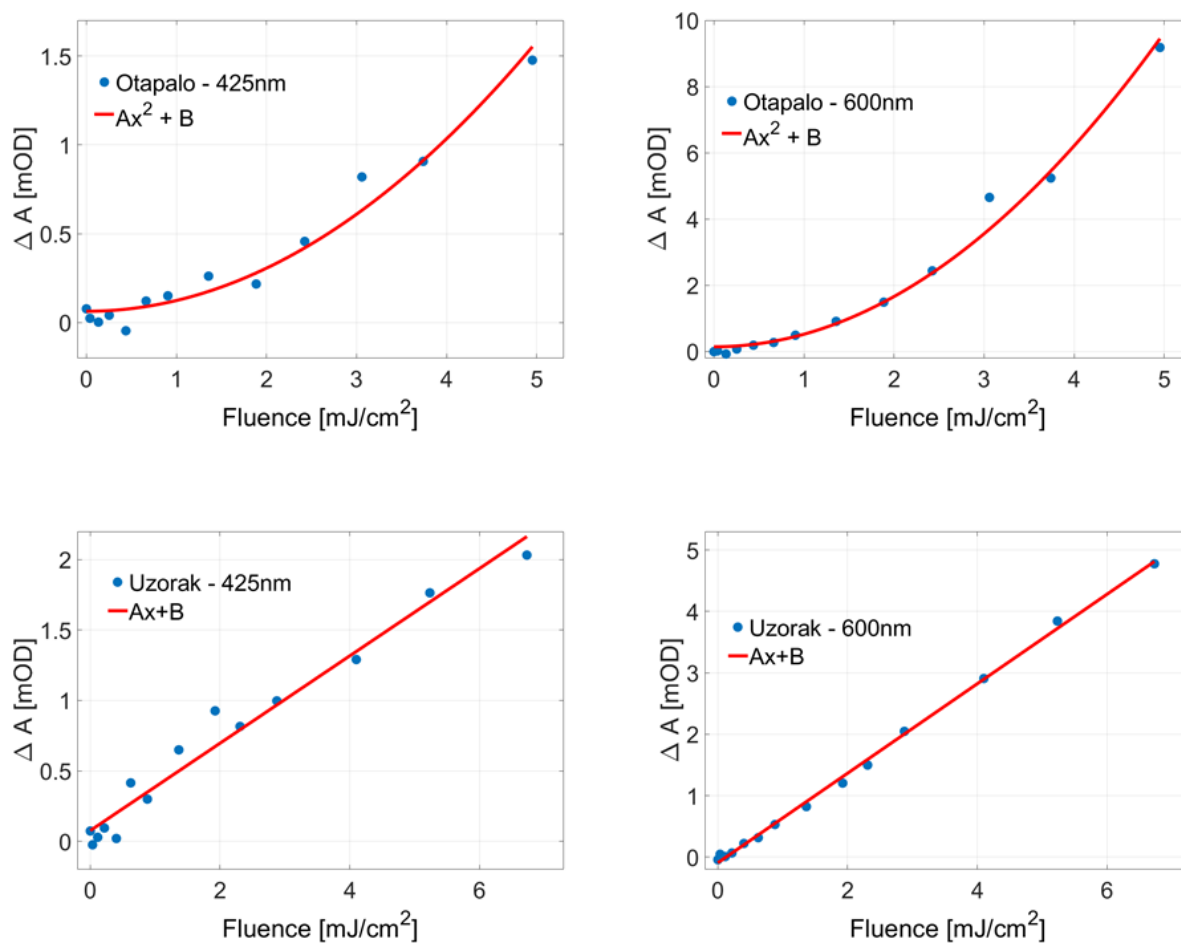 1.5
1
0.5
0
Δ A [mOD]
Otapalo - 425nm
Ax² + B
0 1 2 3 4 5
Fluence [mJ/cm²]
10
8
6
4
2
0
Δ A [mOD]
Otapalo - 600nm
Ax² + B
0 1 2 3 4 5
Fluence [mJ/cm²]
2
1.5
1
0.5
0
Δ A [mOD]
Uzorak - 425nm
Ax+B
0 2 4 6
Fluence [mJ/cm²]
5
4
3
2
1
0
Δ A [mOD]
Uzorak - 600nm
Ax+B
0 2 4 6
Fluence [mJ/cm²]